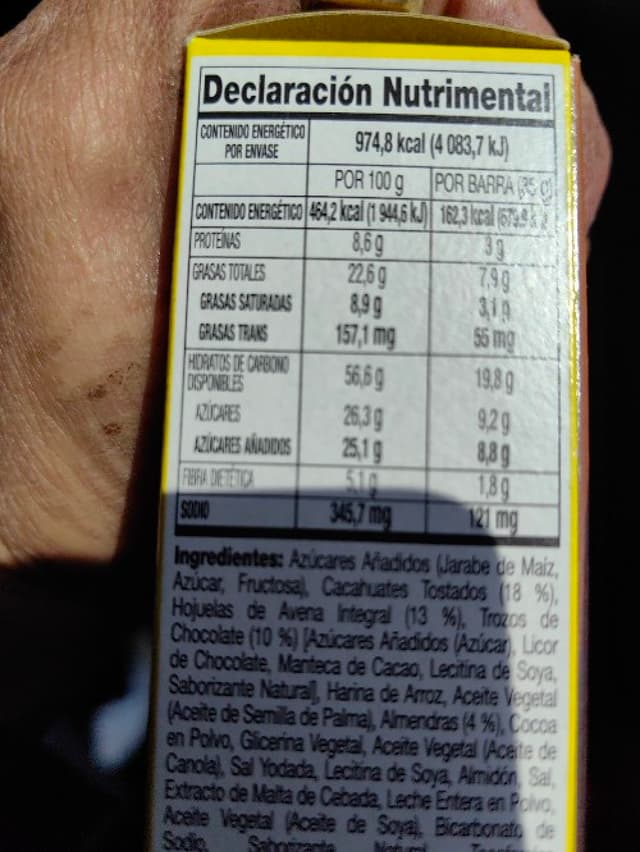 Declaración Nutrimental
CONTENIDO ENERGÉTICO POR ENVASE 974,8 kcal (4 083,7 kJ)
POR 100 g POR BARRA (35 g)
CONTENIDO ENERGÉTICO 464,2 kcal (1 944,6 kJ) 162,3 kcal
PROTEÍNAS 8,6 g 3 g
GRASAS TOTALES 22,6 g 7,9 g
GRASAS SATURADAS 8,9 g 3,1 g
GRASAS TRANS 157,1 mg 55 mg
HIDRATOS DE CARBONO DISPONIBLES 56,6 g 19,8 g
AZÚCARES 26,3 g 9,2 g
AZÚCARES AÑADIDOS 25,1 g 8,8 g
FIBRA DIETÉTICA 5,1 g 1,8 g
SODIO 345,7 mg 121 mg
Ingredientes: Azúcares Añadidos (Jarabe de Maíz,
Azúcar, Fructosa), Cacahuates Tostados (18 %),
Hojuelas de Avena Integral (13 %), Trozos de
Chocolate (10 %) [Azúcares Añadidos (Azúcar), Licor
de Chocolate, Manteca de Cacao, Lecitina de Soya,
Saborizante Natural], Harina de Arroz, Aceite Vegetal
(Aceite de Semilla de Palma), Almendras (4 %), Cocoa
en Polvo, Glicerina Vegetal, Aceite Vegetal (Aceite de
Canola), Sal Yodada, Lecitina de Soya, Almidón, Sal,
Extracto de Malta de Cebada, Leche Entera en Polvo,
Aceite Vegetal (Aceite de Soya), Bicarbonato de
Sodio, Saborizante Natural